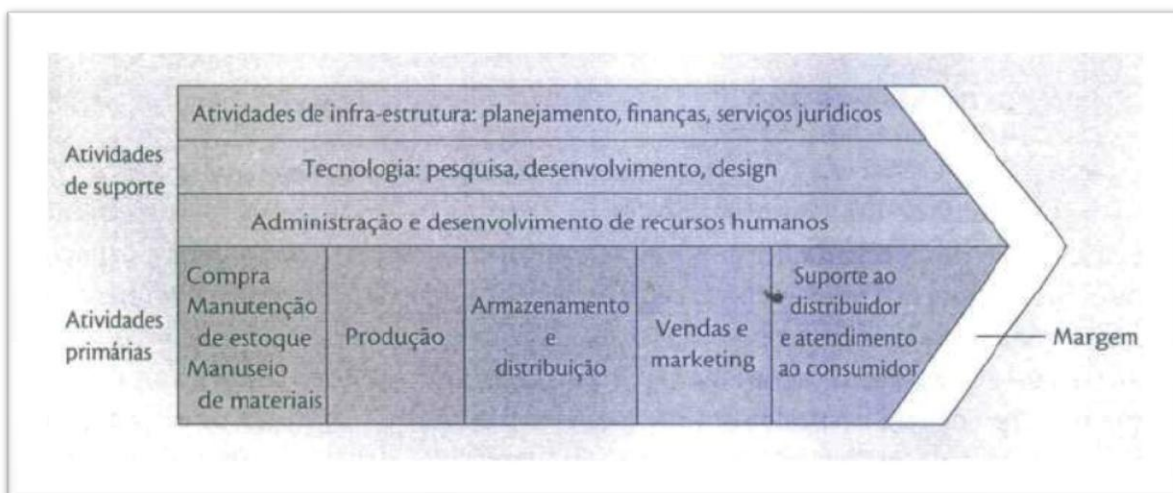 Atividades de infra-estrutura: planejamento, finanças, serviços jurídicos
Atividades
de suporte
Tecnologia: pesquisa, desenvolvimento, design
Administração e desenvolvimento de recursos humanos
Atividades
primárias
Compra
Manutenção
de estoque
Manuseio
de materiais
Produção
Armazenamento
e
distribuição
Vendas e
marketing
Suporte ao
distribuidor
e atendimento
ao consumidor
Margem